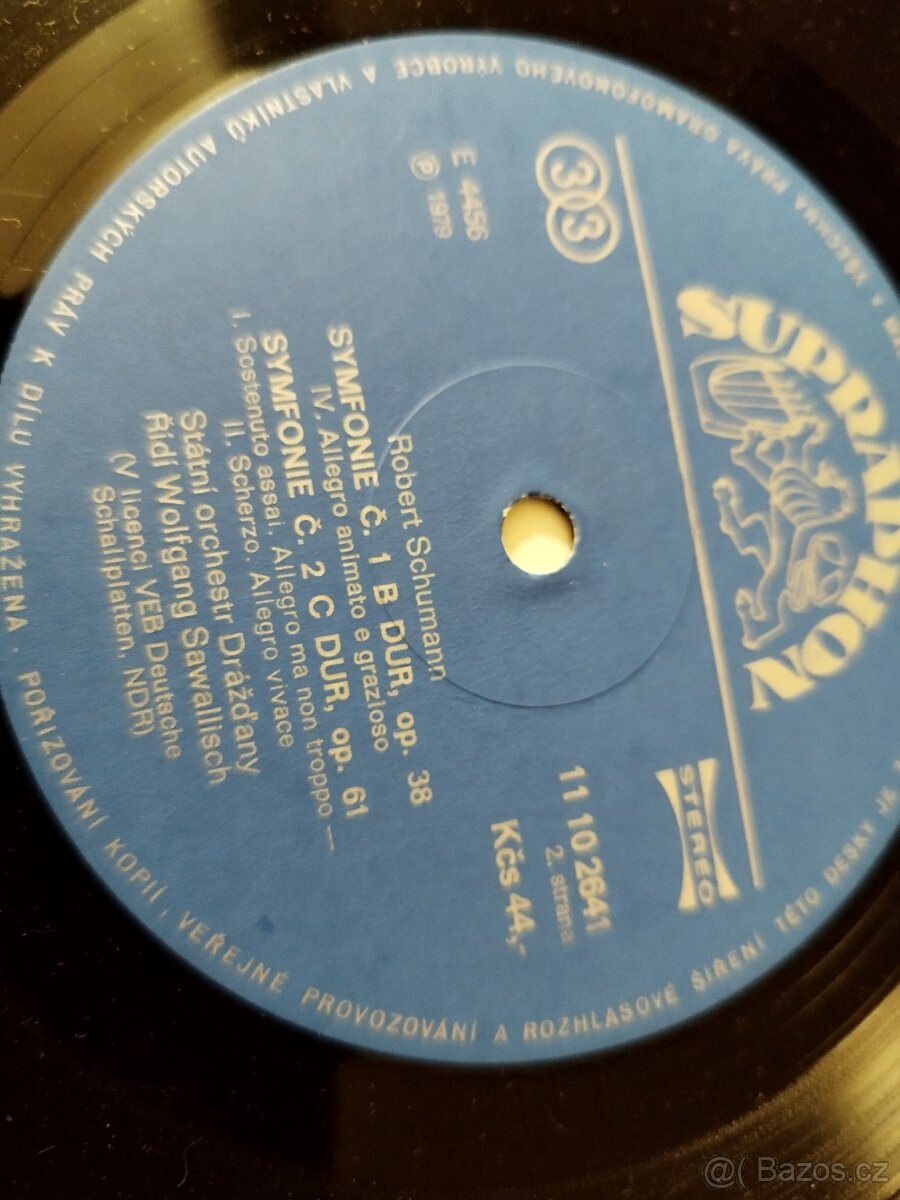 SUPRAPHON
STEREO
33
11 10 2641
2. strana
Kčs 44,-
E 4456
Ⓟ 1979
Robert Schumann
SYMFONIE Č. 1 B DUR, op. 38
IV. Allegro animato e grazioso
SYMFONIE Č. 2 C DUR, op. 61
I. Sostenuto assai. Allegro ma non troppo —
II. Scherzo. Allegro vivace
Státní orchestr Drážďany
Řídí Wolfgang Sawallisch
(V licenci VEB Deutsche
Schallplatten, NDR)
VŠECHNA PRÁVA GRAMOFONOVÉHO VÝROBCE A VLASTNÍKŮ AUTORSKÝCH PRÁV K DÍLU VYHRAŽENA . POŘIZOVÁNÍ KOPIÍ , VEŘEJNÉ PROVOZOVÁNÍ A ROZHLASOVÉ ŠÍŘENÍ TÉTO DESKY JE
@( Bazos.cz